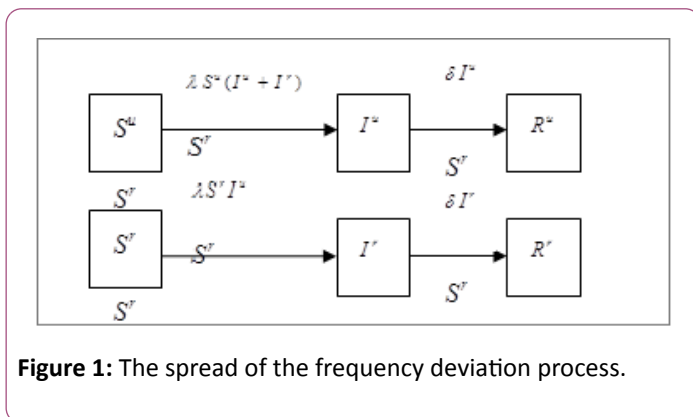 λ S^u (I^u + I^r)
δ I^u
S^u
I^u
R^u
S^r
S^r
S^r
λ S^r I^u
δ I^r
S^r
S^r
I^r
R^r
S^r
S^r
Figure 1: The spread of the frequency deviation process.